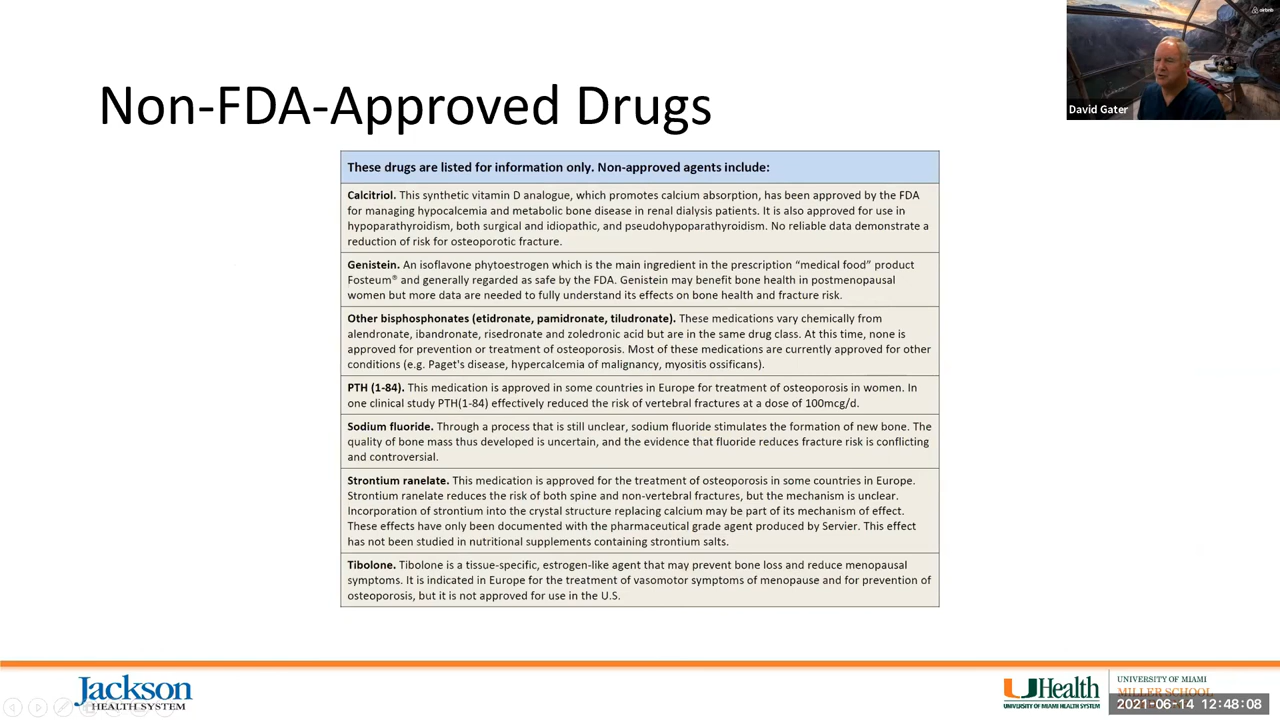 airbnb
David Gater
Non-FDA-Approved Drugs
These drugs are listed for information only. Non-approved agents include:
Calcitriol. This synthetic vitamin D analogue, which promotes calcium absorption, has been approved by the FDA
for managing hypocalcemia and metabolic bone disease in renal dialysis patients. It is also approved for use in
hypoparathyroidism, both surgical and idiopathic, and pseudohypoparathyroidism. No reliable data demonstrate a
reduction of risk for osteoporotic fracture.
Genistein. An isoflavone phytoestrogen which is the main ingredient in the prescription “medical food” product
Fosteum® and generally regarded as safe by the FDA. Genistein may benefit bone health in postmenopausal
women but more data are needed to fully understand its effects on bone health and fracture risk.
Other bisphosphonates (etidronate, pamidronate, tiludronate). These medications vary chemically from
alendronate, ibandronate, risedronate and zoledronic acid but are in the same drug class. At this time, none is
approved for prevention or treatment of osteoporosis. Most of these medications are currently approved for other
conditions (e.g. Paget's disease, hypercalcemia of malignancy, myositis ossificans).
PTH (1-84). This medication is approved in some countries in Europe for treatment of osteoporosis in women. In
one clinical study PTH(1-84) effectively reduced the risk of vertebral fractures at a dose of 100mcg/d.
Sodium fluoride. Through a process that is still unclear, sodium fluoride stimulates the formation of new bone. The
quality of bone mass thus developed is uncertain, and the evidence that fluoride reduces fracture risk is conflicting
and controversial.
Strontium ranelate. This medication is approved for the treatment of osteoporosis in some countries in Europe.
Strontium ranelate reduces the risk of both spine and non-vertebral fractures, but the mechanism is unclear.
Incorporation of strontium into the crystal structure replacing calcium may be part of its mechanism of effect.
These effects have only been documented with the pharmaceutical grade agent produced by Servier. This effect
has not been studied in nutritional supplements containing strontium salts.
Tibolone. Tibolone is a tissue-specific, estrogen-like agent that may prevent bone loss and reduce menopausal
symptoms. It is indicated in Europe for the treatment of vasomotor symptoms of menopause and for prevention of
osteoporosis, but it is not approved for use in the U.S.
Jackson
HEALTH SYSTEM
UHealth
UNIVERSITY OF MIAMI HEALTH SYSTEM
UNIVERSITY OF MIAMI
MILLER SCHOOL
2021-06-14 12:48:08